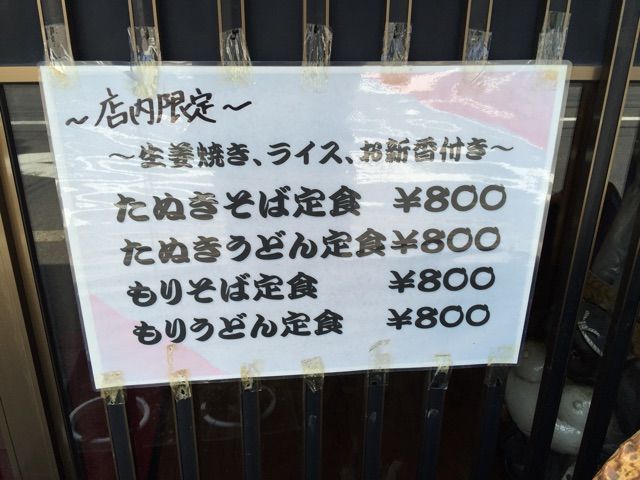 ～店内限定～
～生姜焼き、ライス、お新香付き～
たぬきそば定食 ￥800
たぬきうどん定食￥800
もりそば定食 ￥800
もりうどん定食 ￥800